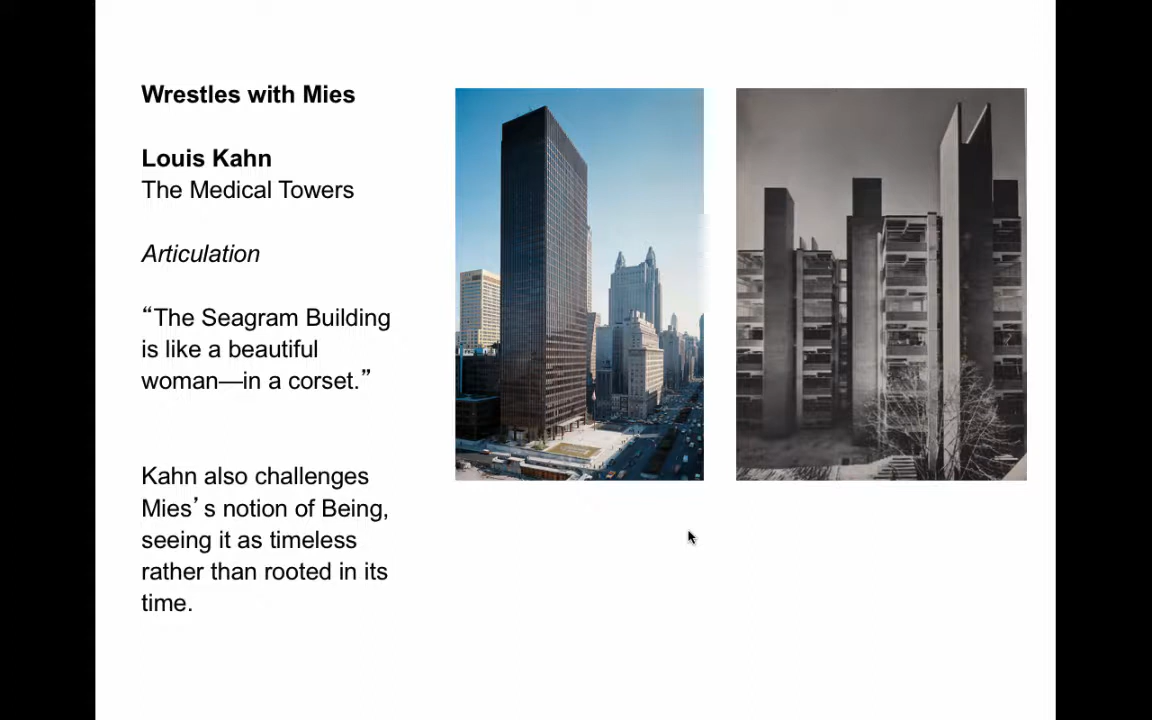 Wrestles with Mies
Louis Kahn
The Medical Towers
Articulation
“The Seagram Building
is like a beautiful
woman—in a corset.”
Kahn also challenges
Mies’s notion of Being,
seeing it as timeless
rather than rooted in its
time.